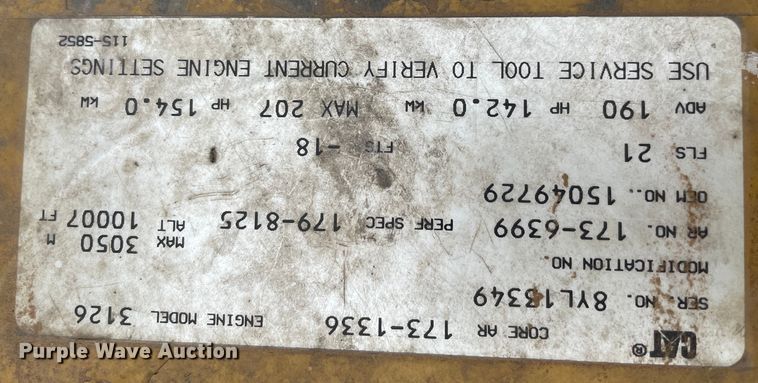 CAT®
CORE AR 173-1336 ENGINE MODEL 3126
SER. NO. 8YL13349
MODIFICATION NO
AR NO. 173-6399 PERF SPEC 179-8125 MAX ALT 3050 M 10007 FT
OEM NO.. 15049729
FLS 21 FTS -18
ADV 190 HP 142.0 KW MAX 207 HP 154.0 KW
USE SERVICE TOOL TO VERIFY CURRENT ENGINE SETTINGS
115-5852
Purple Wave Auction